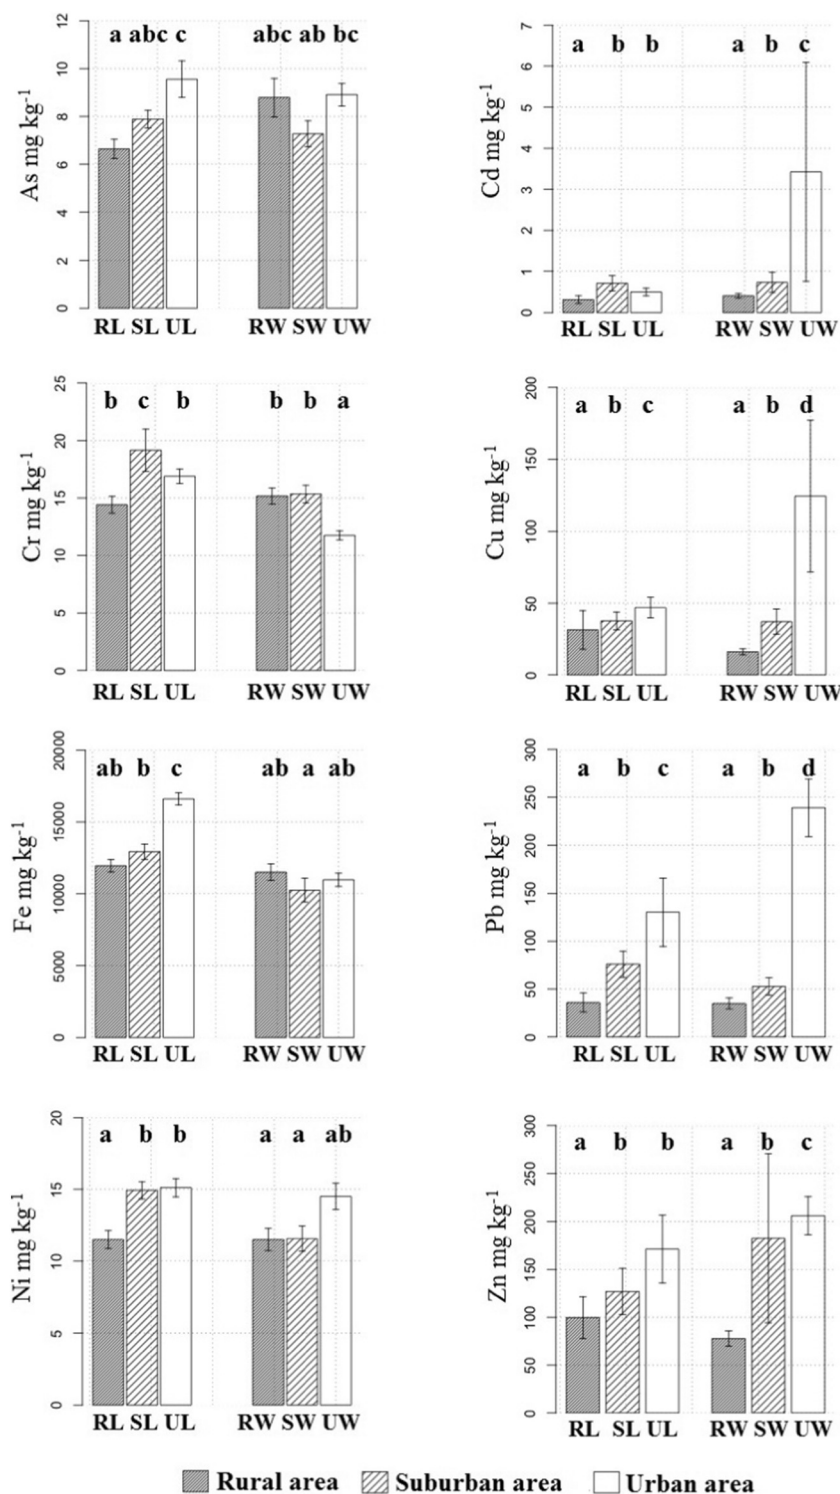 As mg kg-1
12
10
8
6
4
2
0
a abc c abc ab bc
RL SL UL RW SW UW
Cd mg kg-1
7
6
5
4
3
2
1
0
a b b a b c
RL SL UL RW SW UW
Cr mg kg-1
25
20
15
10
5
0
b c b b b a
RL SL UL RW SW UW
Cu mg kg-1
200
150
100
50
0
a b c a b d
RL SL UL RW SW UW
Fe mg kg-1
20000
15000
10000
5000
0
ab b c ab a ab
RL SL UL RW SW UW
Pb mg kg-1
300
250
200
150
100
50
0
a b c a b d
RL SL UL RW SW UW
Ni mg kg-1
20
15
10
5
0
a b b a a ab
RL SL UL RW SW UW
Zn mg kg-1
300
250
200
150
100
50
0
a b b a b c
RL SL UL RW SW UW
Rural area Suburban area Urban area